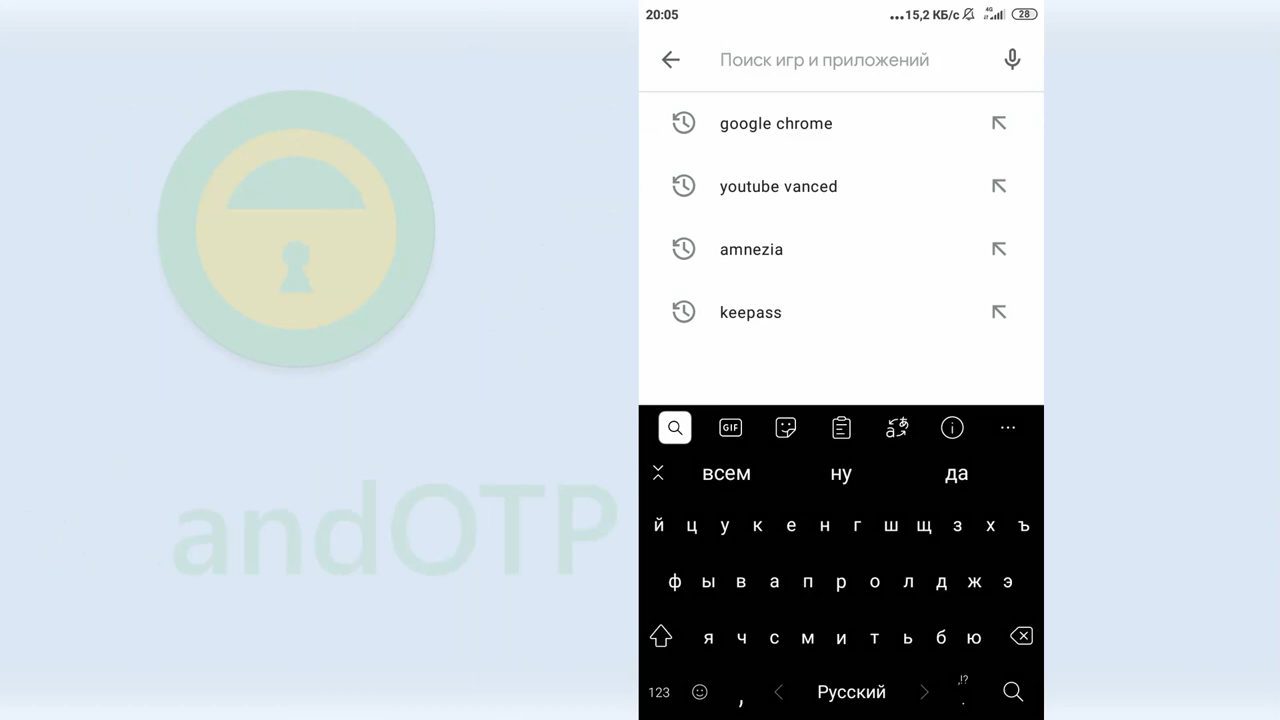 andOTP
20:05 ...15,2 КБ/с 4G 28
Поиск игр и приложений
google chrome
youtube vanced
amnezia
keepass
GIF
всем ну да
й ц у к е н г ш щ з х ъ
ф ы в а п р о л д ж э
я ч с м и т ь б ю
123 , Русский ,!? .